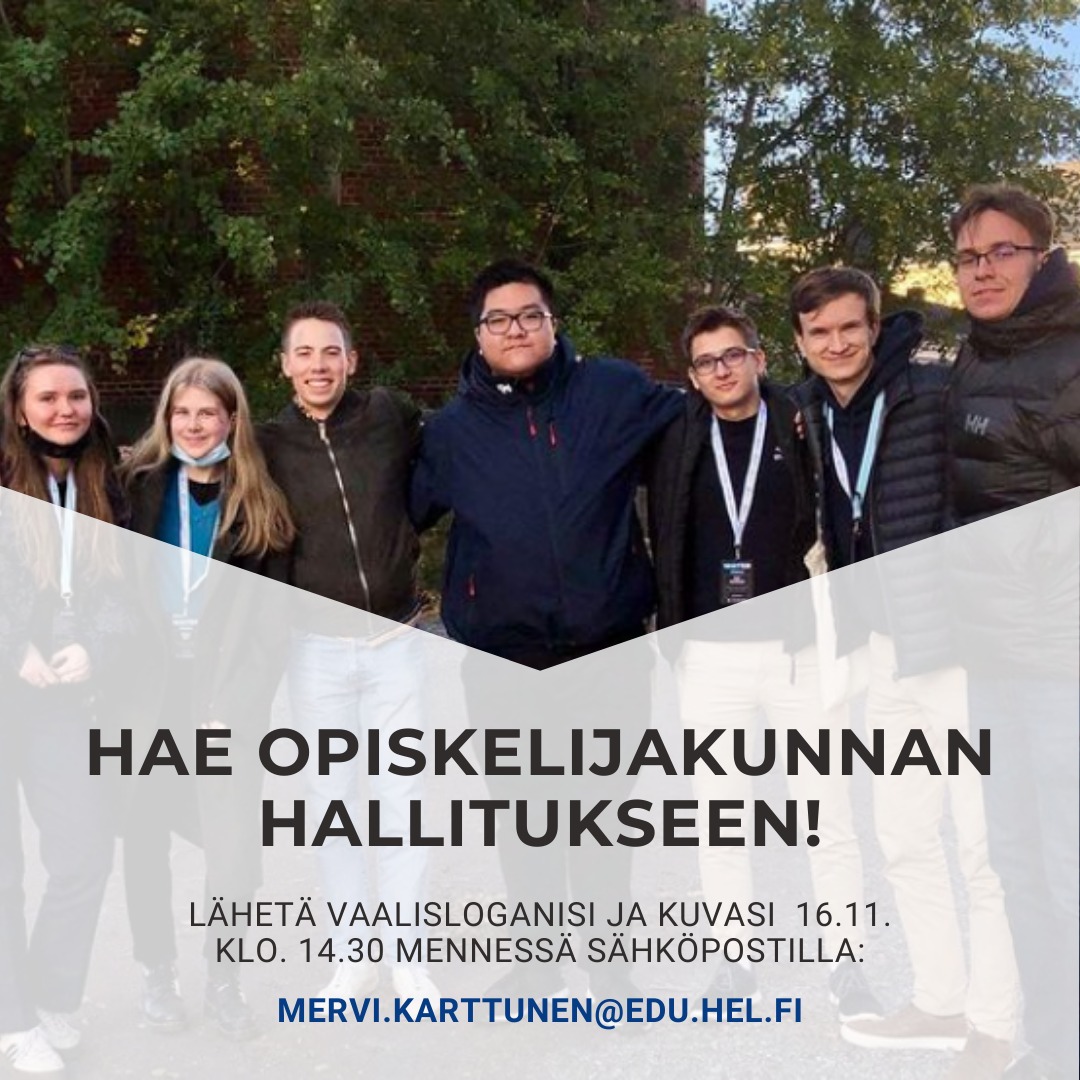 HH
HAE OPISKELIJAKUNNAN
HALLITUKSEEN!
LÄHETÄ VAALISLOGANISI JA KUVASI 16.11.
KLO. 14.30 MENNESSÄ SÄHKÖPOSTILLA:
MERVI.KARTTUNEN@EDU.HEL.FI